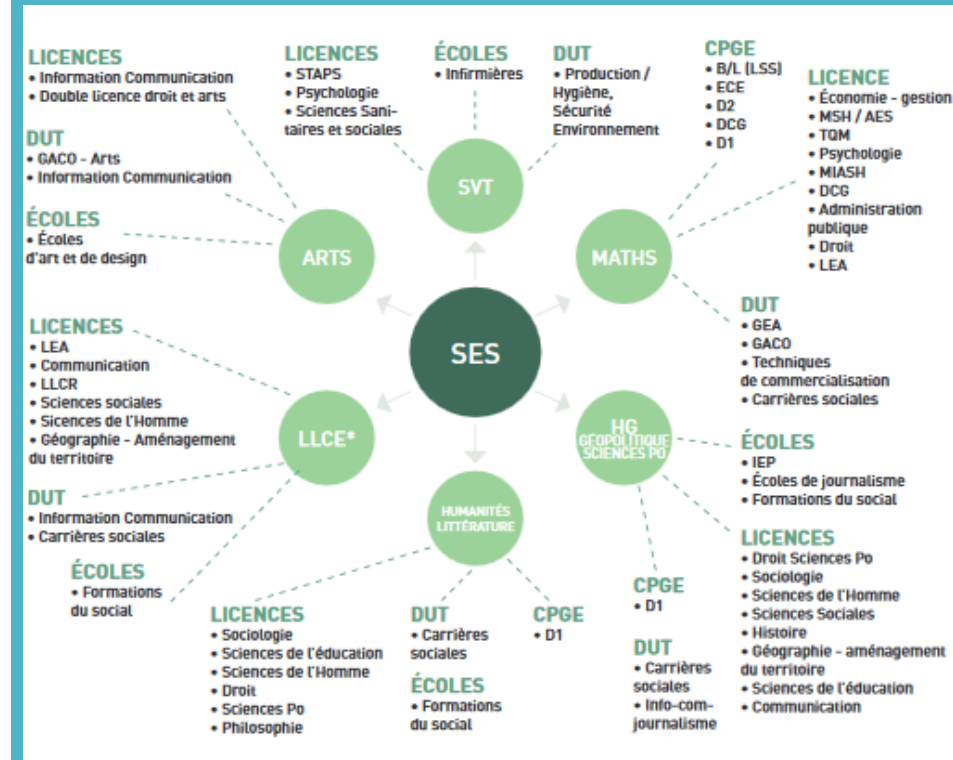 LICENCES
• Information Communication
• Double licence droit et arts
DUT
• GACO - Arts
• Information Communication
ÉCOLES
• Écoles
d'art et de design
LICENCES
• STAPS
• Psychologie
• Sciences Sani-
taires et sociales
ÉCOLES
• Infirmières
DUT
• Production /
Hygiène,
Sécurité
Environnement
CPGE
• B/L (LSS)
• ECE
• D2
• DCG
• D1
LICENCE
• Économie - gestion
• MSH / AES
• TQM
• Psychologie
• MIASH
• DCG
• Administration
publique
• Droit
• LEA
SVT
ARTS
MATHS
SES
DUT
• GEA
• GACO
• Techniques
de commercialisation
• Carrières sociales
LICENCES
• LEA
• Communication
• LLCR
• Sciences sociales
• Sicences de l'Homme
• Géographie - Aménagement
du territoire
LLCE*
HG
GÉOPOLITIQUE
SCIENCES PO
HUMANITÉS
LITTÉRATURE
DUT
• Information Communication
• Carrières sociales
ÉCOLES
• Formations
du social
ÉCOLES
• IEP
• Écoles de journalisme
• Formations du social
LICENCES
• Droit Sciences Po
• Sociologie
• Sciences de l'Homme
• Sciences Sociales
• Histoire
• Géographie - aménagement
du territoire
• Sciences de l'éducation
• Communication
LICENCES
• Sociologie
• Sciences de l'éducation
• Sciences de l'Homme
• Droit
• Sciences Po
• Philosophie
DUT
• Carrières
sociales
ÉCOLES
• Formations
du social
CPGE
• D1
CPGE
• D1
DUT
• Carrières
sociales
• Info-com-
journalisme